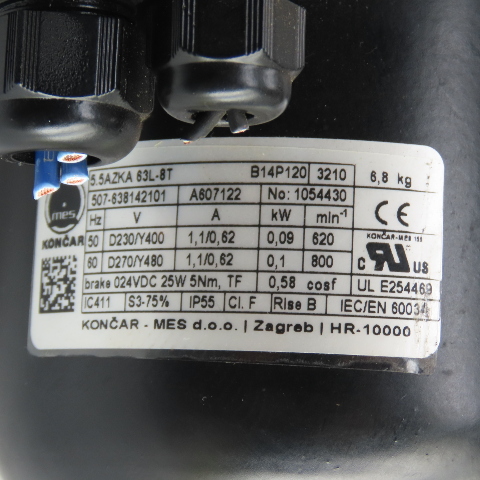 5.5AZKA 63L-8T B14P120 3210 6,8 kg
507-638142101 A607122 No: 1054430
mes
KONČAR
Hz V A kW min⁻¹
CE
50 D230/Y400 1,1/0,62 0,09 620
KONČAR-MES
60 D270/Y480 1,1/0,62 0,1 800
C RU US
brake 024VDC 25W 5Nm, TF 0,58 cosf UL E254469
IC411 S3-75% IP55 Cl. F Rise B IEC/EN 60034
KONČAR - MES d.o.o. | Zagreb | HR-10000